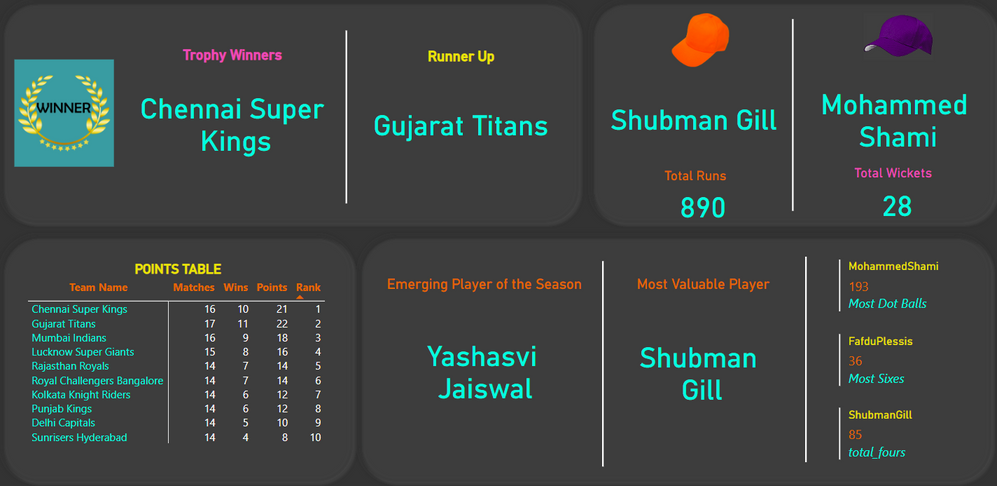 WINNER
Trophy Winners
Chennai Super
Kings
Runner Up
Gujarat Titans
Shubman Gill
Total Runs
890
Mohammed
Shami
Total Wickets
28
POINTS TABLE
Team Name Matches Wins Points Rank
Chennai Super Kings 16 10 21 1
Gujarat Titans 17 11 22 2
Mumbai Indians 16 9 18 3
Lucknow Super Giants 15 8 16 4
Rajasthan Royals 14 7 14 5
Royal Challengers Bangalore 14 7 14 6
Kolkata Knight Riders 14 6 12 7
Punjab Kings 14 6 12 8
Delhi Capitals 14 5 10 9
Sunrisers Hyderabad 14 4 8 10
Emerging Player of the Season
Yashasvi
Jaiswal
Most Valuable Player
Shubman
Gill
MohammedShami
193
Most Dot Balls
FafduPlessis
36
Most Sixes
ShubmanGill
85
total_fours